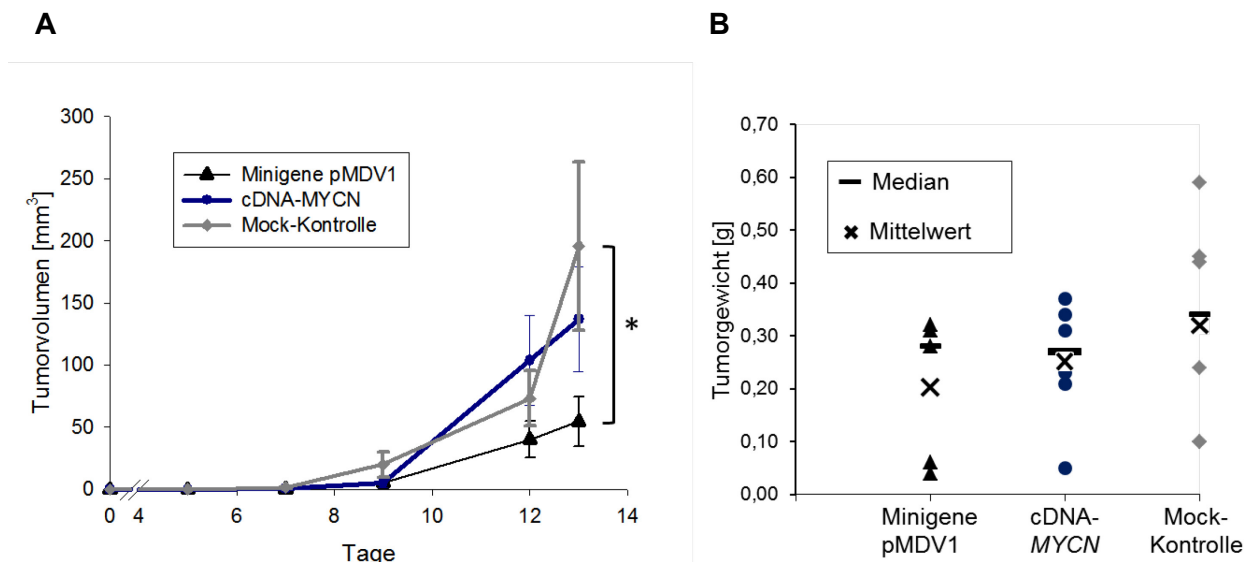 A
B
Tumorvolumen [mm³]
300
250
200
150
100
50
0
Minigene pMDV1
cDNA-MYCN
Mock-Kontrolle
*
0 4 6 8 10 12 14
Tage
Tumorgewicht [g]
0,70
0,60
0,50
0,40
0,30
0,20
0,10
0,00
Median
Mittelwert
Minigene
pMDV1
cDNA-
MYCN
Mock-
Kontrolle